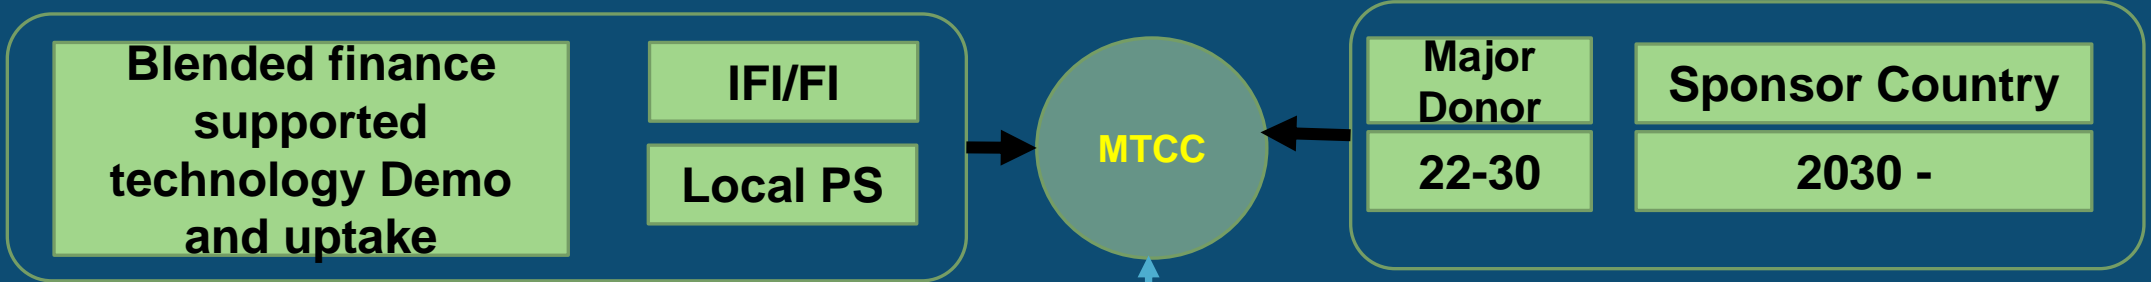 Blended finance
supported
technology Demo
and uptake
IFI/FI
Local PS
MTCC
Major
Donor
22-30
Sponsor Country
2030 -